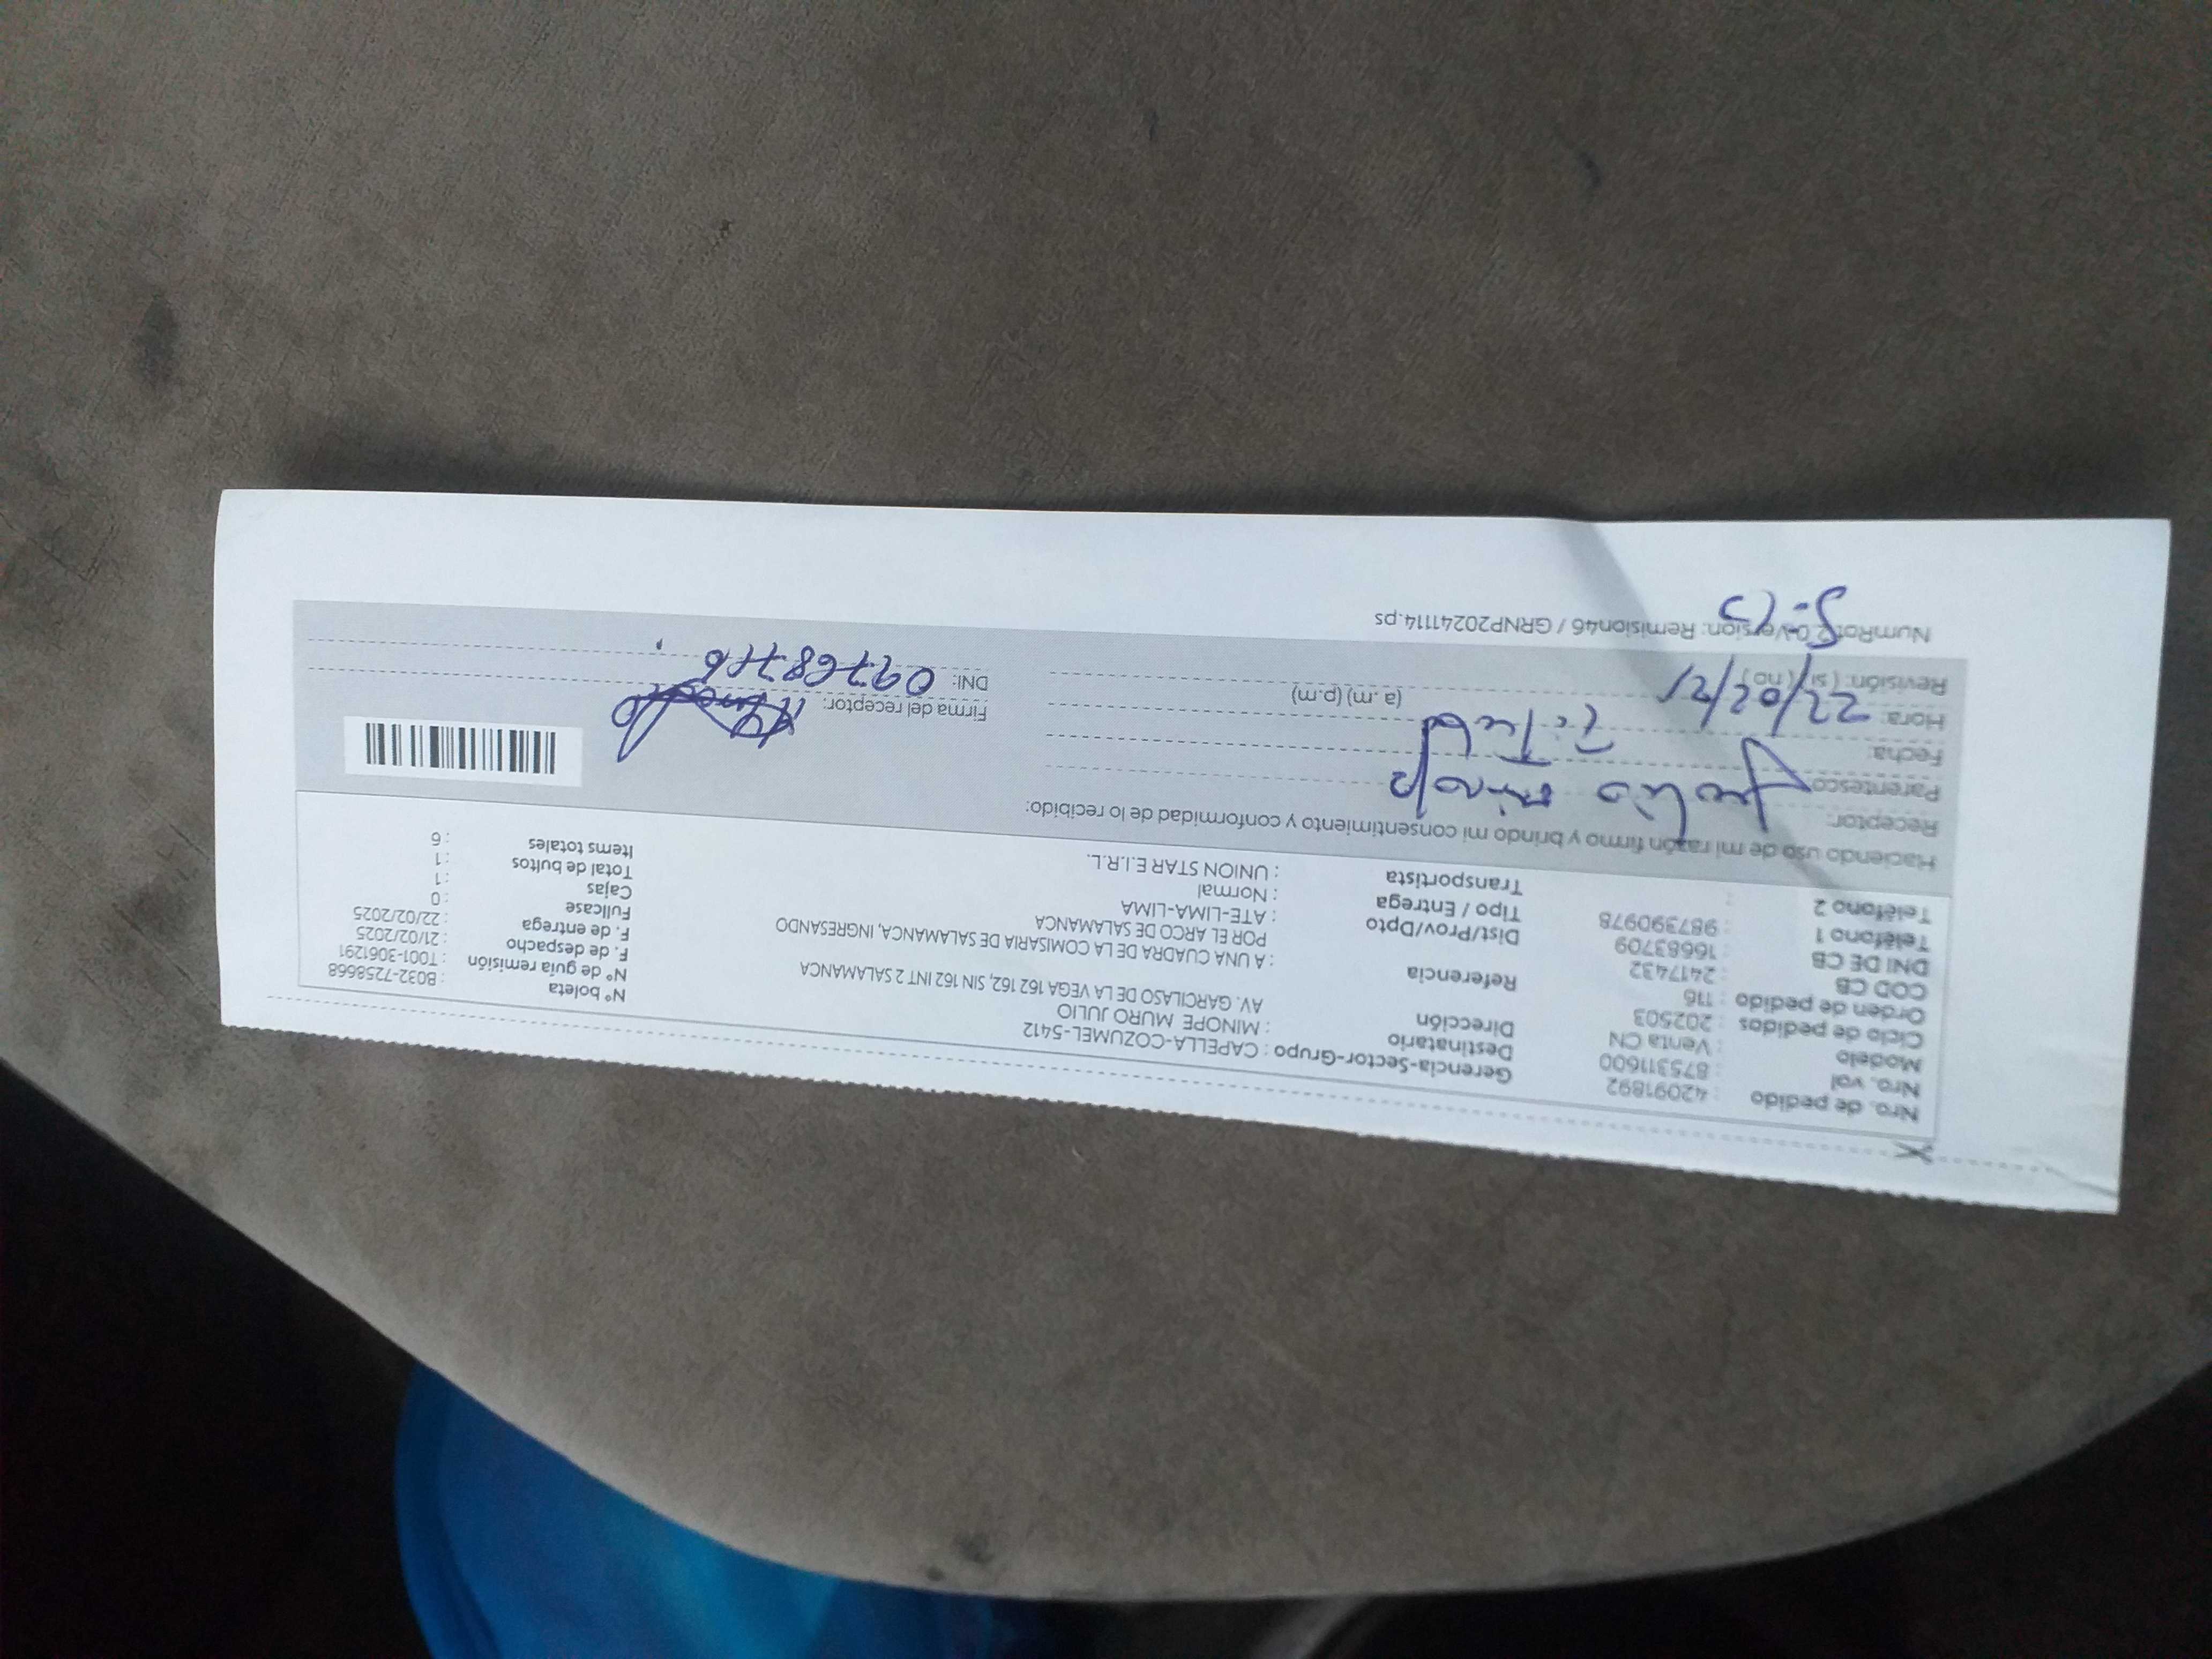 Nro. de pedido : 42091892
Nro. vol : 875311600
Modelo : Venta CN
Ciclo de pedidos : 202503
Orden de pedido : 116
COD CB : 2417432
DNI DE CB : 16683709
Teléfono 1 : 987390978
Teléfono 2 :
Gerencia-Sector-Grupo : CAPELLA-COZUMEL-5412
Destinatario : MINOPE MURO JULIO
Dirección AV. GARCILASO DE LA VEGA 162 162, SIN 162 INT 2 SALAMANCA
Referencia : A UNA CUADRA DE LA COMISARIA DE SALAMANCA, INGRESANDO
POR EL ARCO DE SALAMANCA
Dist/Prov/Dpto : ATE-LIMA-LIMA
Tipo / Entrega : Normal
Transportista : UNION STAR E.I.R.L.
Nº boleta : B032-7258668
Nº de guía remisión : T001-3061291
F. de despacho : 21/02/2025
F. de entrega : 22/02/2025
Fullcase : 0
Cajas : 1
Total de bultos : 1
Items totales : 6
Haciendo uso de mi razón firmo y brindo mi consentimiento y conformidad de lo recibido:
Receptor: Julio
Parentesco:
Fecha:
Hora: 22/02/21 (a .m) (p.m)
Revisión: ( si ) ( no )
Firma del receptor:
DNI:
NumRot 2.0 Version: Remision46 / GRNP20241114.ps